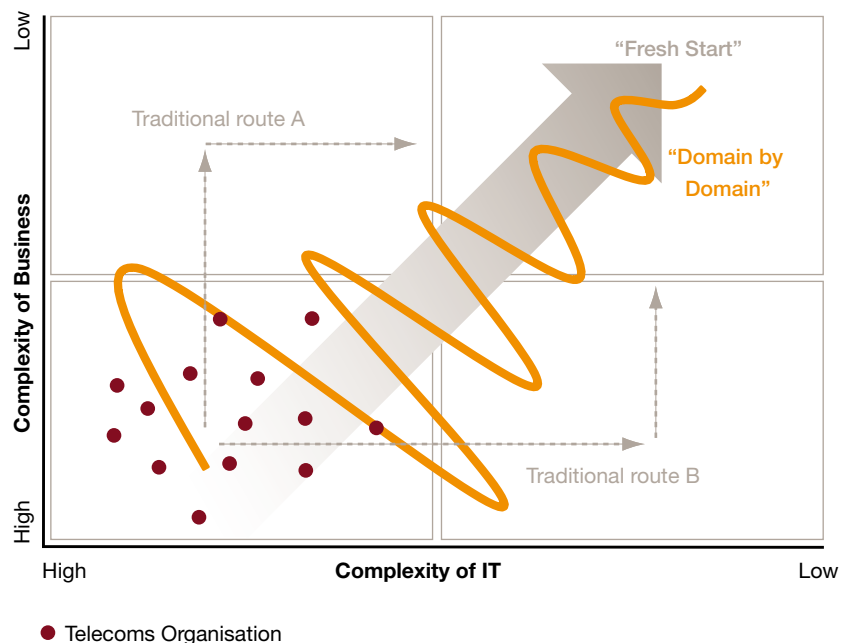 Low
“Fresh Start”
Traditional route A
“Domain by
Domain”
Complexity of Business
Traditional route B
High
High
Complexity of IT
Low
Telecoms Organisation